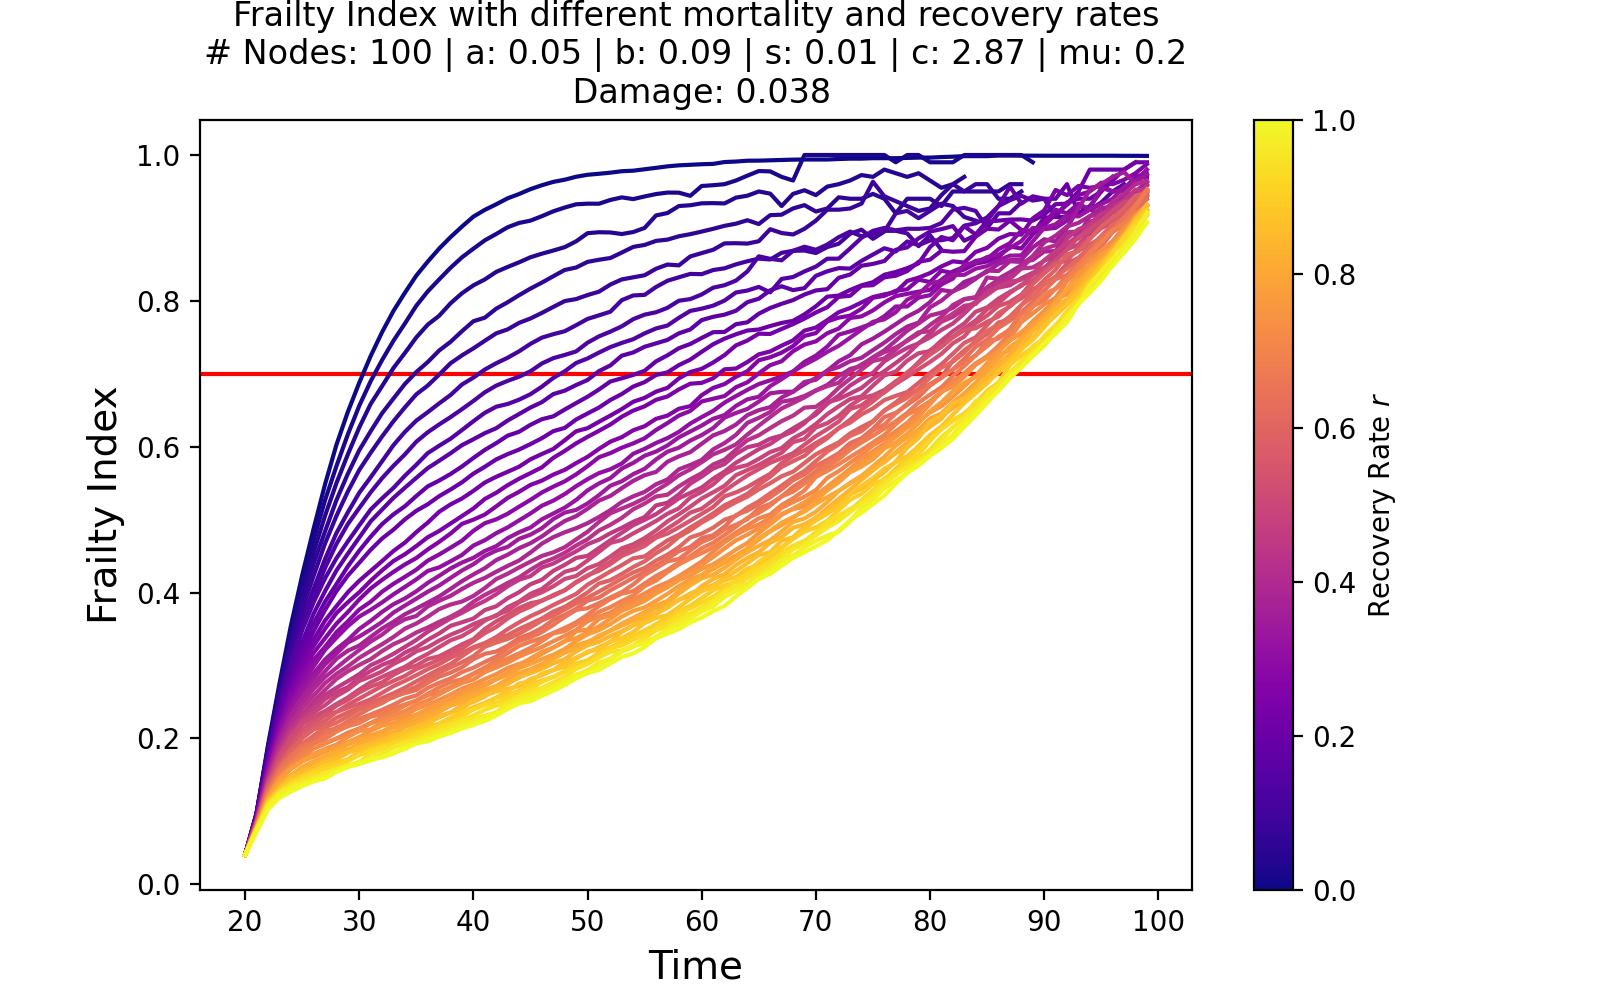 Frailty Index with different mortality and recovery rates
# Nodes: 100 | a: 0.05 | b: 0.09 | s: 0.01 | c: 2.87 | mu: 0.2
Damage: 0.038
1.0
0.8
0.6
0.4
0.2
0.0
Frailty Index
20 30 40 50 60 70 80 90 100
Time
1.0
0.8
0.6
0.4
0.2
0.0
Recovery Rate r